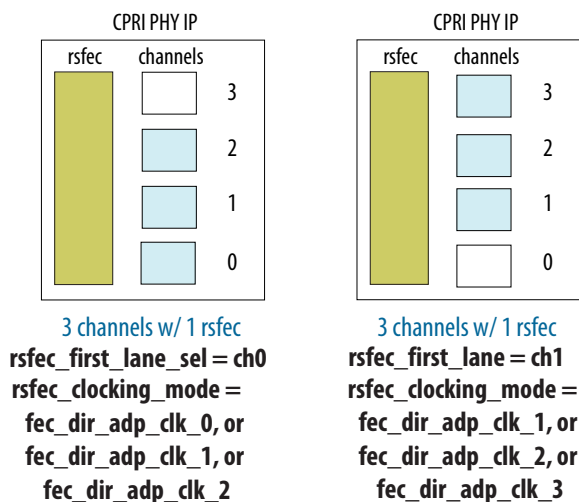 CPRI PHY IP
rsfec channels
3
2
1
0
3 channels w/ 1 rsfec
rsfec_first_lane_sel = ch0
rsfec_clocking_mode =
fec_dir_adp_clk_0, or
fec_dir_adp_clk_1, or
fec_dir_adp_clk_2
CPRI PHY IP
rsfec channels
3
2
1
0
3 channels w/ 1 rsfec
rsfec_first_lane = ch1
rsfec_clocking_mode =
fec_dir_adp_clk_1, or
fec_dir_adp_clk_2, or
fec_dir_adp_clk_3